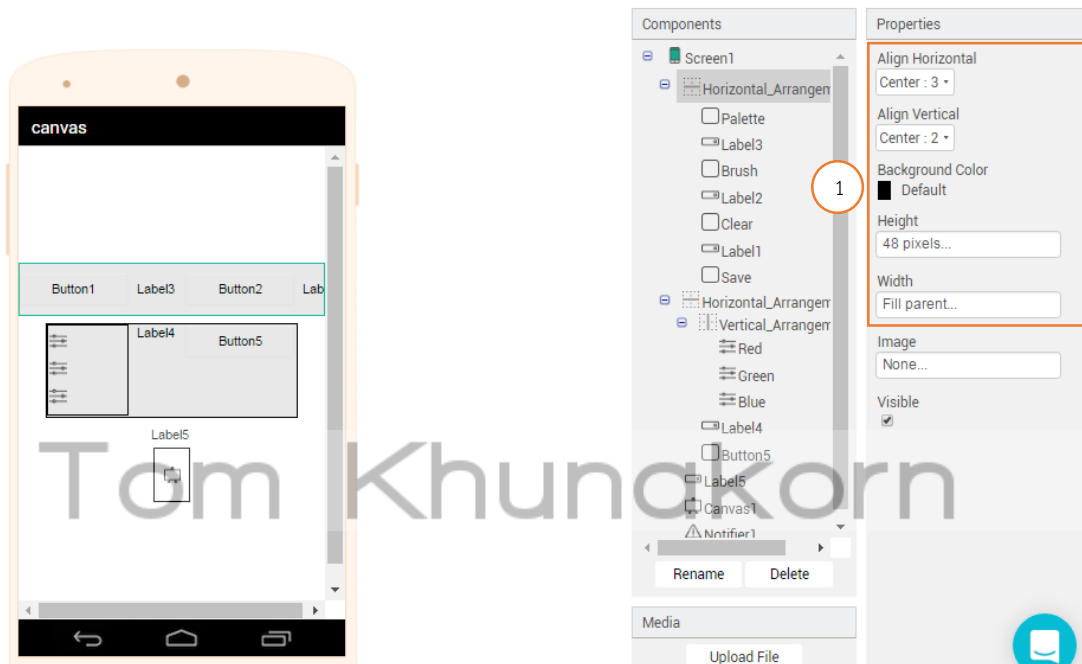 canvas
Button1
Label3
Button2
Lab
Label4
Button5
Label5
Components
Screen1
Horizontal_Arrangem
Palette
Label3
Brush
Label2
Clear
Label1
Save
Horizontal_Arrangem
Vertical_Arrangem
Red
Green
Blue
Label4
Button5
Label5
Canvas1
Notifier1
Rename
Delete
Media
Upload File
1
Properties
Align Horizontal
Center : 3
Align Vertical
Center : 2
Background Color
Default
Height
48 pixels...
Width
Fill parent...
Image
None...
Visible
Tom Khunakorn